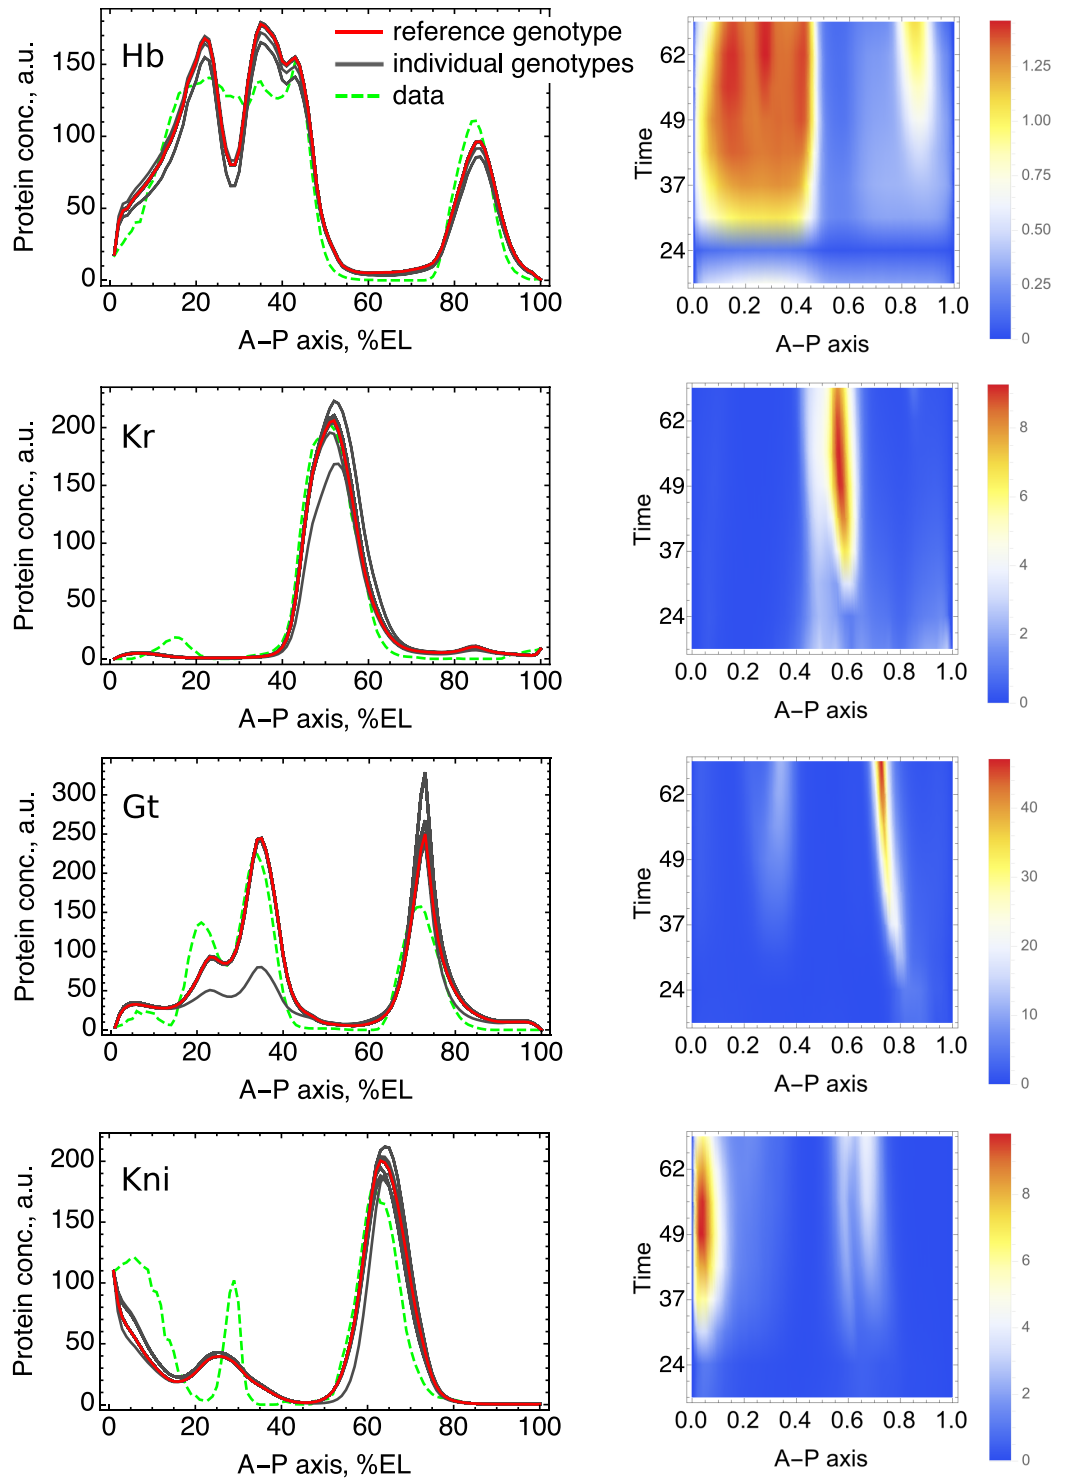 Hb
reference genotype
individual genotypes
data
Protein conc., a.u.
150
100
50
0
0 20 40 60 80 100
A–P axis, %EL
Time
62
49
37
24
0.0 0.2 0.4 0.6 0.8 1.0
A–P axis
1.25
1.00
0.75
0.50
0.25
0
Kr
Protein conc., a.u.
200
150
100
50
0
0 20 40 60 80 100
A–P axis, %EL
Time
62
49
37
24
0.0 0.2 0.4 0.6 0.8 1.0
A–P axis
8
6
4
2
0
Gt
Protein conc., a.u.
300
250
200
150
100
50
0
0 20 40 60 80 100
A–P axis, %EL
Time
62
49
37
24
0.0 0.2 0.4 0.6 0.8 1.0
A–P axis
40
30
20
10
0
Kni
Protein conc., a.u.
200
150
100
50
0
0 20 40 60 80 100
A–P axis, %EL
Time
62
49
37
24
0.0 0.2 0.4 0.6 0.8 1.0
A–P axis
8
6
4
2
0